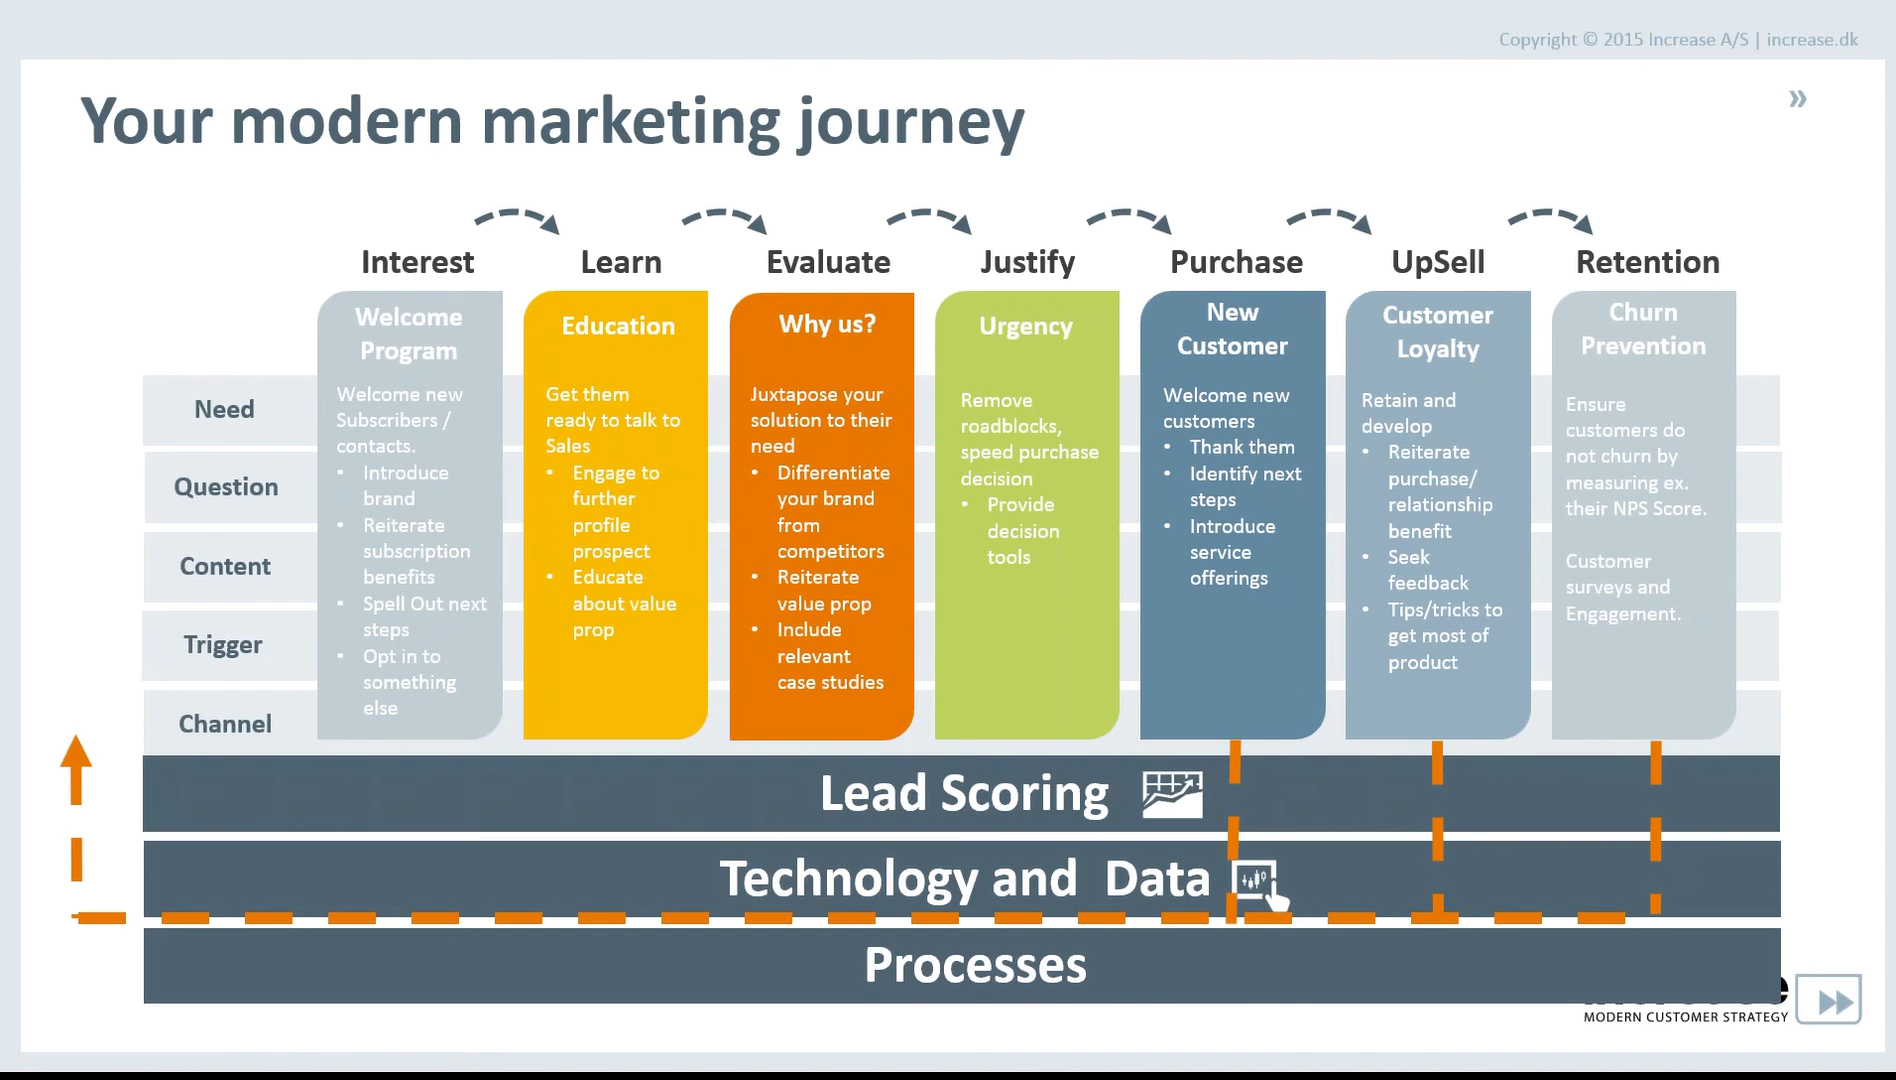 Copyright © 2015 Increase A/S | increase.dk
»
Your modern marketing journey
Interest
Learn
Evaluate
Justify
Purchase
UpSell
Retention
Welcome
Program
Education
Why us?
Urgency
New
Customer
Customer
Loyalty
Churn
Prevention
Need
Question
Content
Trigger
Channel
Welcome new
Subscribers /
contacts.
• Introduce
brand
• Reiterate
subscription
benefits
• Spell Out next
steps
• Opt in to
something
else
Get them
ready to talk to
Sales
• Engage to
further
profile
prospect
• Educate
about value
prop
Juxtapose your
solution to their
need
• Differentiate
your brand
from
competitors
• Reiterate
value prop
• Include
relevant
case studies
Remove
roadblocks,
speed purchase
decision
• Provide
decision
tools
Welcome new
customers
• Thank them
• Identify next
steps
• Introduce
service
offerings
Retain and
develop
• Reiterate
purchase/
relationship
benefit
• Seek
feedback
• Tips/tricks to
get most of
product
Ensure
customers do
not churn by
measuring ex.
their NPS Score.
Customer
surveys and
Engagement.
Lead Scoring
Technology and Data
Processes
MODERN CUSTOMER STRATEGY